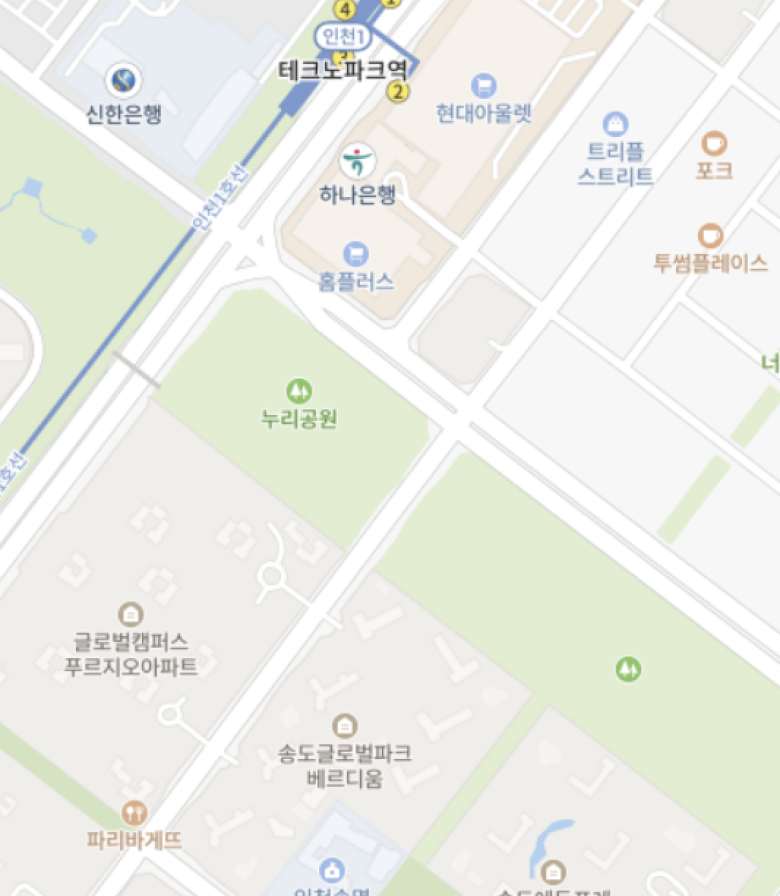 4
1
인천1
3
테크노파크역
2
신한은행
현대아울렛
트리플
스트리트
포크
하나은행
인천1호선
투썸플레이스
홈플러스
너
누리공원
호선
글로벌캠퍼스
푸르지오아파트
송도글로벌파크
베르디움
파리바게뜨